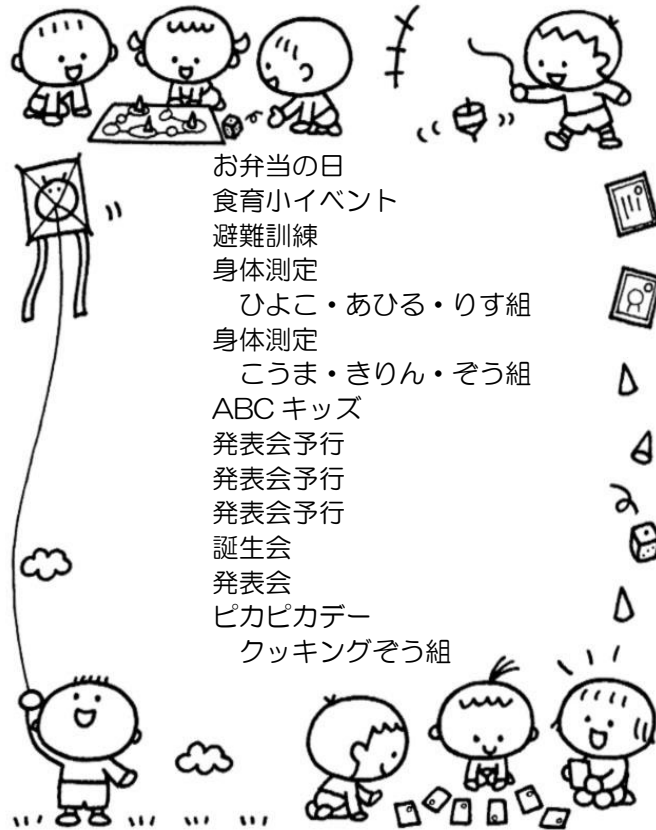 お弁当の日
食育小イベント
避難訓練
身体測定
ひよこ・あひる・りす組
身体測定
こうま・きりん・ぞう組
ABCキッズ
発表会予行
発表会予行
発表会予行
誕生会
発表会
ピカピカデー
クッキングぞう組